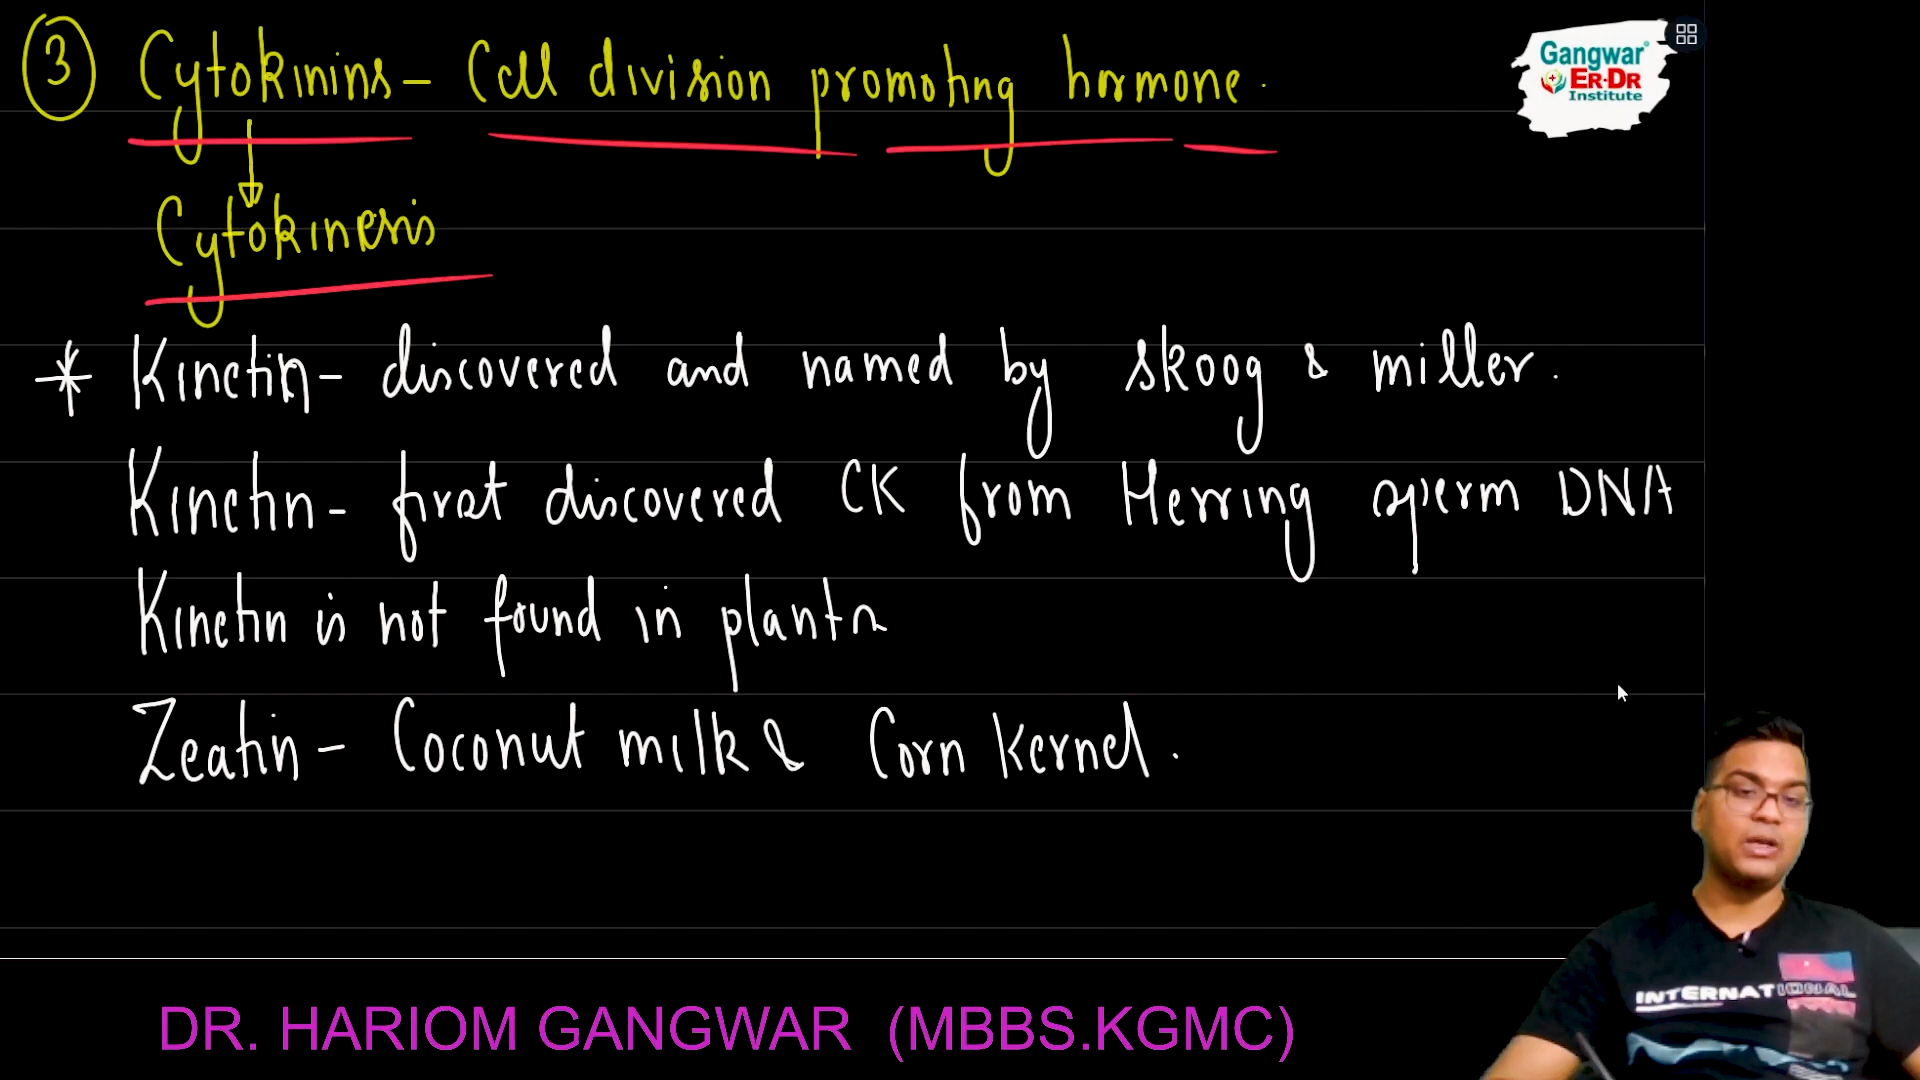 3 Cytokinins - Cell division promoting hormone.
Cytokinesis
* Kinetin - discovered and named by skoog & miller.
Kinetin - first discovered CK from Herring sperm DNA
Kinetin is not found in plants
Zeatin - Coconut milk & Corn Kernel.
Gangwar
ER-DR
Institute
INTERNATIONAL
DR. HARIOM GANGWAR (MBBS.KGMC)